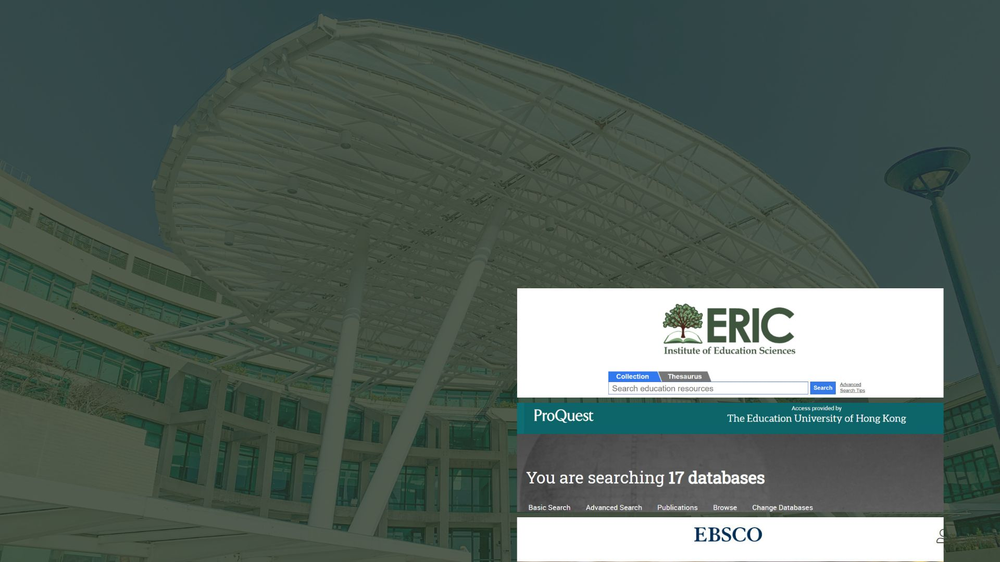 ERIC
Institute of Education Sciences
Collection Thesaurus
Search education resources Search Advanced
Search Tips
ProQuest
Access provided by
The Education University of Hong Kong
You are searching 17 databases
Basic Search Advanced Search Publications Browse Change Databases
EBSCO